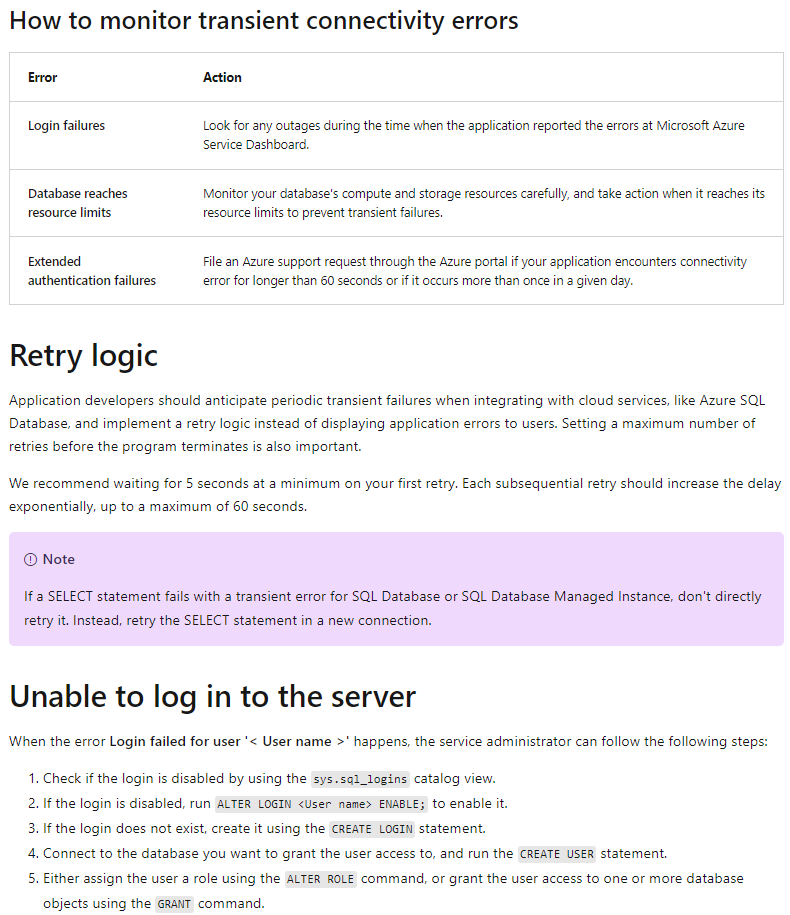 How to monitor transient connectivity errors
Error Action
Login failures Look for any outages during the time when the application reported the errors at Microsoft Azure
Service Dashboard.
Database reaches Monitor your database's compute and storage resources carefully, and take action when it reaches its
resource limits resource limits to prevent transient failures.
Extended File an Azure support request through the Azure portal if your application encounters connectivity
authentication failures error for longer than 60 seconds or if it occurs more than once in a given day.
Retry logic
Application developers should anticipate periodic transient failures when integrating with cloud services, like Azure SQL
Database, and implement a retry logic instead of displaying application errors to users. Setting a maximum number of
retries before the program terminates is also important.
We recommend waiting for 5 seconds at a minimum on your first retry. Each subsequential retry should increase the delay
exponentially, up to a maximum of 60 seconds.
Note
If a SELECT statement fails with a transient error for SQL Database or SQL Database Managed Instance, don't directly
retry it. Instead, retry the SELECT statement in a new connection.
Unable to log in to the server
When the error Login failed for user '< User name >' happens, the service administrator can follow the following steps:
1. Check if the login is disabled by using the sys.sql_logins catalog view.
2. If the login is disabled, run ALTER LOGIN <User name> ENABLE; to enable it.
3. If the login does not exist, create it using the CREATE LOGIN statement.
4. Connect to the database you want to grant the user access to, and run the CREATE USER statement.
5. Either assign the user a role using the ALTER ROLE command, or grant the user access to one or more database
objects using the GRANT command.